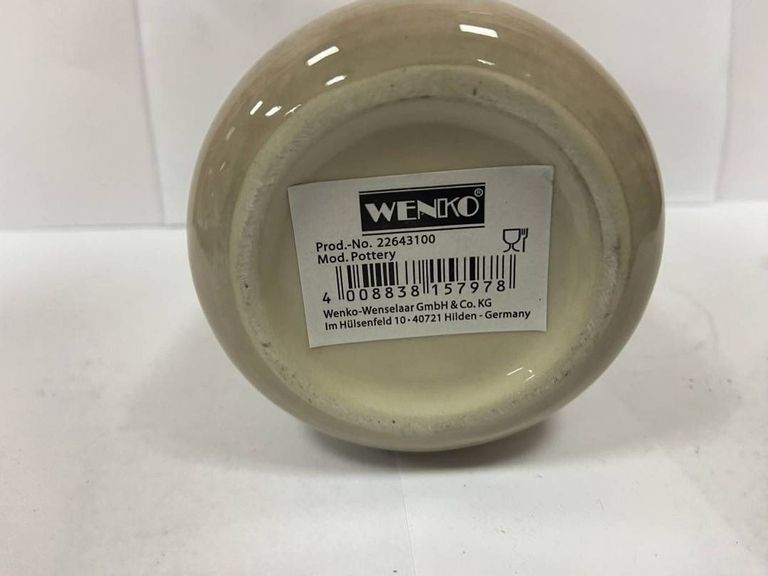 WENKO®
Prod.-No. 22643100
Mod. Pottery
4 008838 157978
Wenko-Wenselaar GmbH & Co. KG
Im Hülsenfeld 10 · 40721 Hilden - Germany